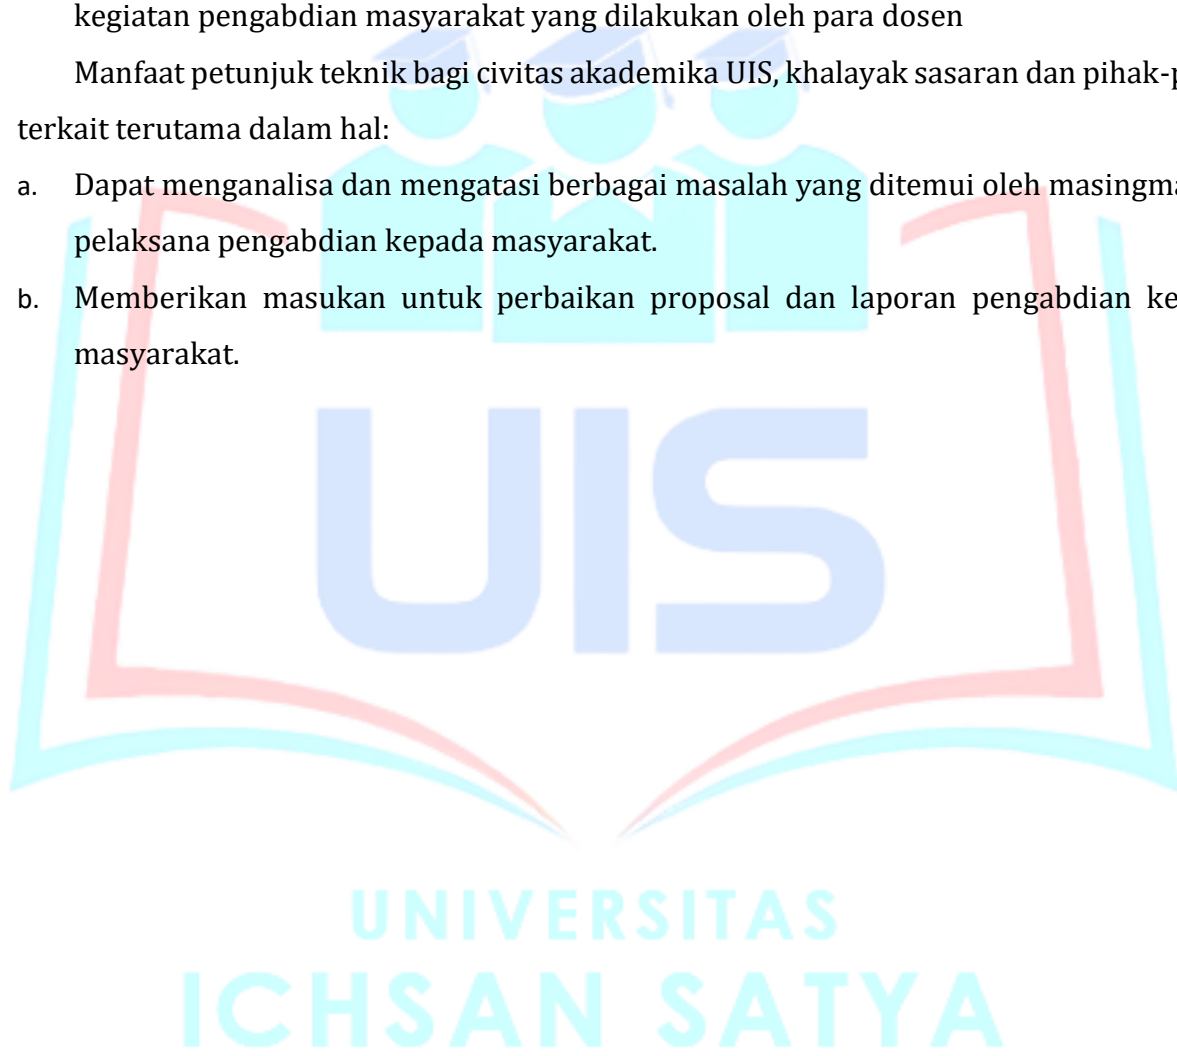 kegiatan pengabdian masyarakat yang dilakukan oleh para dosen
Manfaat petunjuk teknik bagi civitas akademika UIS, khalayak sasaran dan pihak-p
terkait terutama dalam hal:
a. Dapat menganalisa dan mengatasi berbagai masalah yang ditemui oleh masingma
pelaksana pengabdian kepada masyarakat.
b. Memberikan masukan untuk perbaikan proposal dan laporan pengabdian ke
masyarakat.
UIS
UNIVERSITAS
ICHSAN SATYA